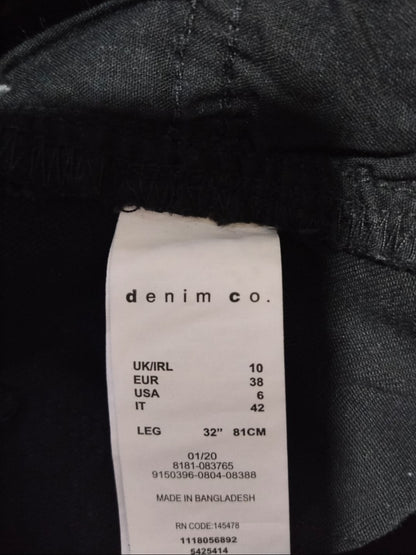 denim co.
UK/IRL 10
EUR 38
USA 6
IT 42
LEG 32" 81CM
01/20
8181-083765
9150396-0804-08388
MADE IN BANGLADESH
RN CODE:145478
1118056892
5425414